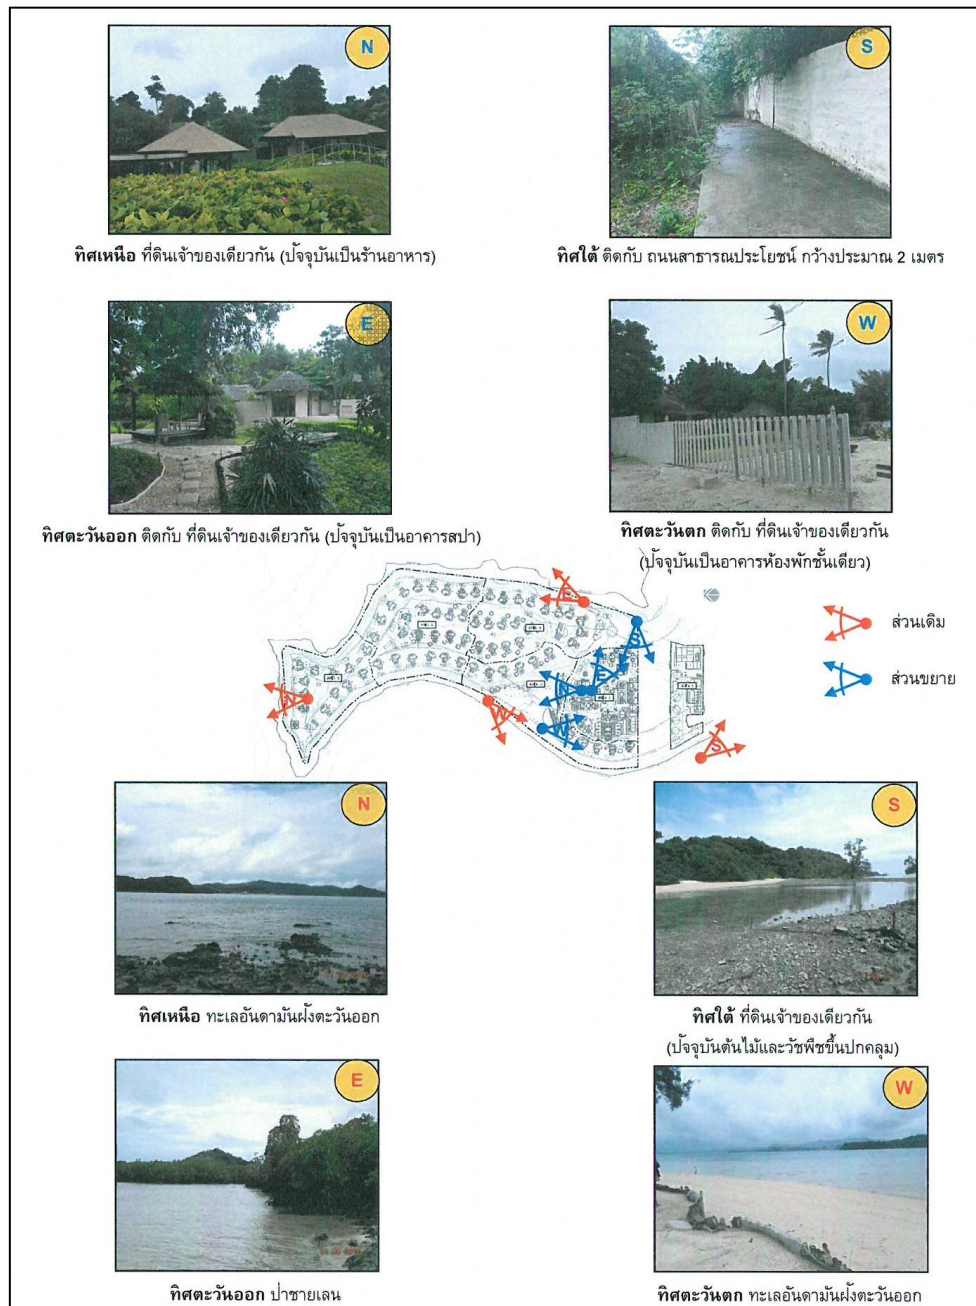 N
S
ทิศเหนือ ที่ดินเจ้าของเดียวกัน (ปัจจุบันเป็นร้านอาหาร)
ทิศใต้ ติดกับ ถนนสาธารณประโยชน์ กว้างประมาณ 2 เมตร
E
W
ทิศตะวันออก ติดกับ ที่ดินเจ้าของเดียวกัน (ปัจจุบันเป็นอาคารสปา)
ทิศตะวันตก ติดกับ ที่ดินเจ้าของเดียวกัน
(ปัจจุบันเป็นอาคารห้องพักชั้นเดียว)
E
S
ส่วนเดิม
N
E
N
W
W
S
ส่วนขยาย
N
S
ทิศเหนือ ทะเลอันดามันฝั่งตะวันออก
ทิศใต้ ที่ดินเจ้าของเดียวกัน
(ปัจจุบันต้นไม้และวัชพืชขึ้นปกคลุม)
E
W
ทิศตะวันออก ป่าชายเลน
ทิศตะวันตก ทะเลอันดามันฝั่งตะวันออก